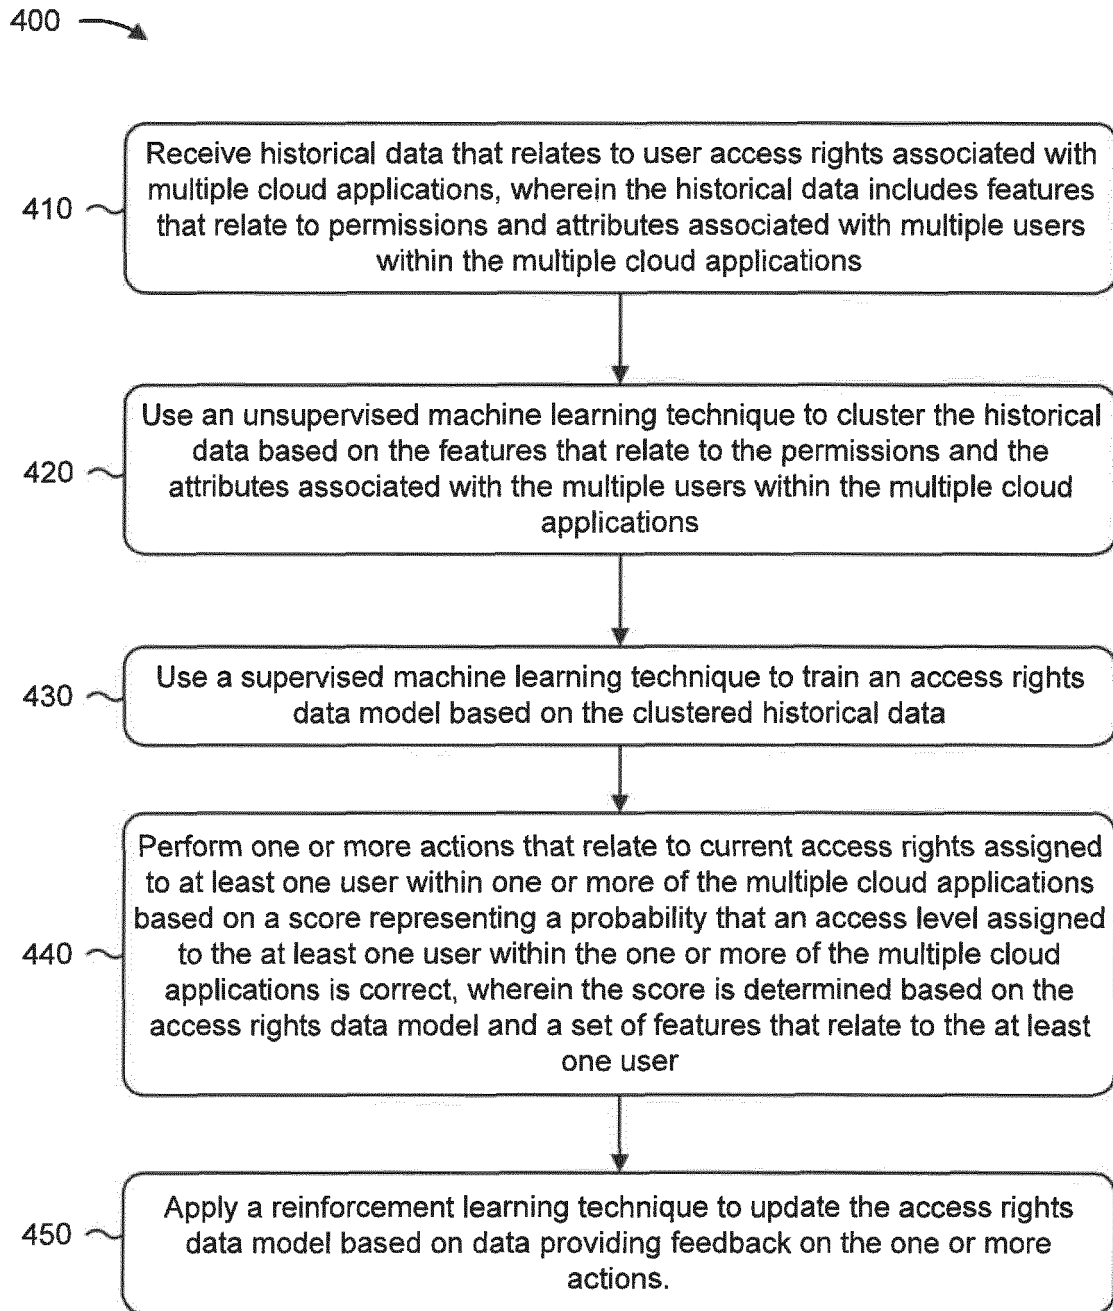 400
410
Receive historical data that relates to user access rights associated with
multiple cloud applications, wherein the historical data includes features
that relate to permissions and attributes associated with multiple users
within the multiple cloud applications
420
Use an unsupervised machine learning technique to cluster the historical
data based on the features that relate to the permissions and the
attributes associated with the multiple users within the multiple cloud
applications
430
Use a supervised machine learning technique to train an access rights
data model based on the clustered historical data
440
Perform one or more actions that relate to current access rights assigned
to at least one user within one or more of the multiple cloud applications
based on a score representing a probability that an access level assigned
to the at least one user within the one or more of the multiple cloud
applications is correct, wherein the score is determined based on the
access rights data model and a set of features that relate to the at least
one user
450
Apply a reinforcement learning technique to update the access rights
data model based on data providing feedback on the one or more
actions.